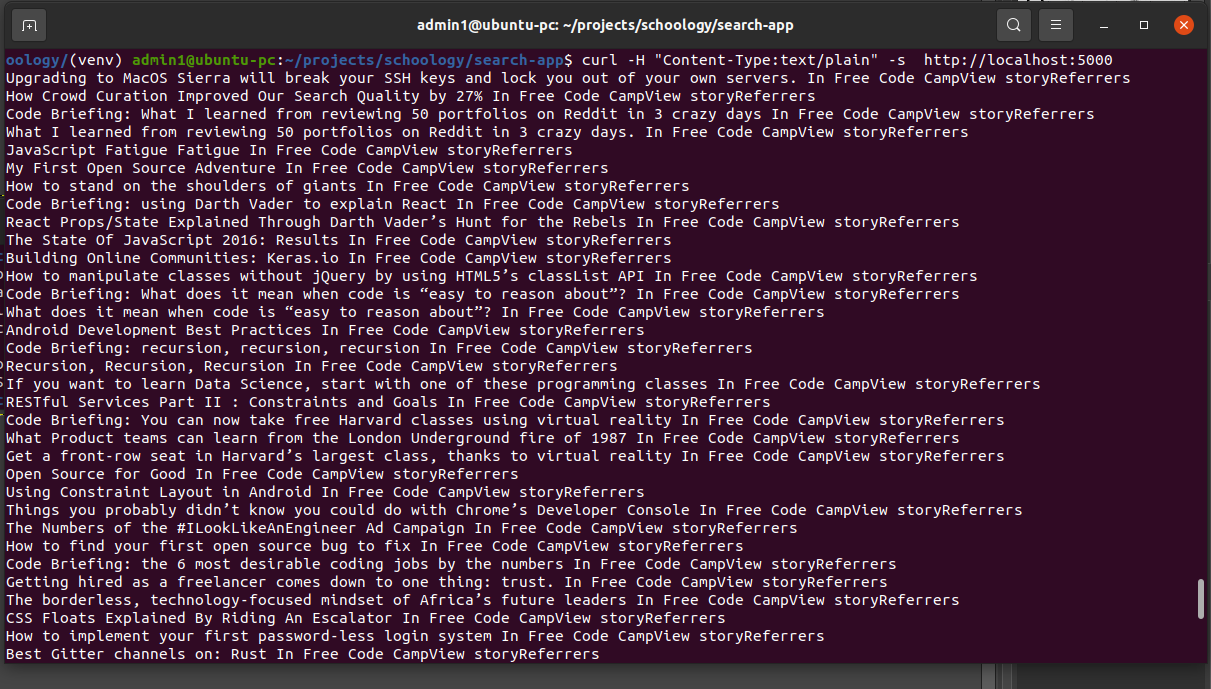 admin1@ubuntu-pc: ~/projects/schoology/search-app
oology/(venv) admin1@ubuntu-pc:~/projects/schoology/search-app$ curl -H "Content-Type:text/plain" -s  http://localhost:5000
Upgrading to MacOS Sierra will break your SSH keys and lock you out of your own servers. In Free Code CampView storyReferrers
How Crowd Curation Improved Our Search Quality by 27% In Free Code CampView storyReferrers
Code Briefing: What I learned from reviewing 50 portfolios on Reddit in 3 crazy days In Free Code CampView storyReferrers
What I learned from reviewing 50 portfolios on Reddit in 3 crazy days. In Free Code CampView storyReferrers
JavaScript Fatigue Fatigue In Free Code CampView storyReferrers
My First Open Source Adventure In Free Code CampView storyReferrers
How to stand on the shoulders of giants In Free Code CampView storyReferrers
Code Briefing: using Darth Vader to explain React In Free Code CampView storyReferrers
React Props/State Explained Through Darth Vader’s Hunt for the Rebels In Free Code CampView storyReferrers
The State Of JavaScript 2016: Results In Free Code CampView storyReferrers
Building Online Communities: Keras.io In Free Code CampView storyReferrers
How to manipulate classes without jQuery by using HTML5’s classList API In Free Code CampView storyReferrers
Code Briefing: What does it mean when code is “easy to reason about”? In Free Code CampView storyReferrers
What does it mean when code is “easy to reason about”? In Free Code CampView storyReferrers
Android Development Best Practices In Free Code CampView storyReferrers
Code Briefing: recursion, recursion, recursion In Free Code CampView storyReferrers
Recursion, Recursion, Recursion In Free Code CampView storyReferrers
If you want to learn Data Science, start with one of these programming classes In Free Code CampView storyReferrers
RESTful Services Part II : Constraints and Goals In Free Code CampView storyReferrers
Code Briefing: You can now take free Harvard classes using virtual reality In Free Code CampView storyReferrers
What Product teams can learn from the London Underground fire of 1987 In Free Code CampView storyReferrers
Get a front-row seat in Harvard’s largest class, thanks to virtual reality In Free Code CampView storyReferrers
Open Source for Good In Free Code CampView storyReferrers
Using Constraint Layout in Android In Free Code CampView storyReferrers
Things you probably didn’t know you could do with Chrome’s Developer Console In Free Code CampView storyReferrers
The Numbers of the #ILookLikeAnEngineer Ad Campaign In Free Code CampView storyReferrers
How to find your first open source bug to fix In Free Code CampView storyReferrers
Code Briefing: the 6 most desirable coding jobs by the numbers In Free Code CampView storyReferrers
Getting hired as a freelancer comes down to one thing: trust. In Free Code CampView storyReferrers
The borderless, technology-focused mindset of Africa’s future leaders In Free Code CampView storyReferrers
CSS Floats Explained By Riding An Escalator In Free Code CampView storyReferrers
How to implement your first password-less login system In Free Code CampView storyReferrers
Best Gitter channels on: Rust In Free Code CampView storyReferrers